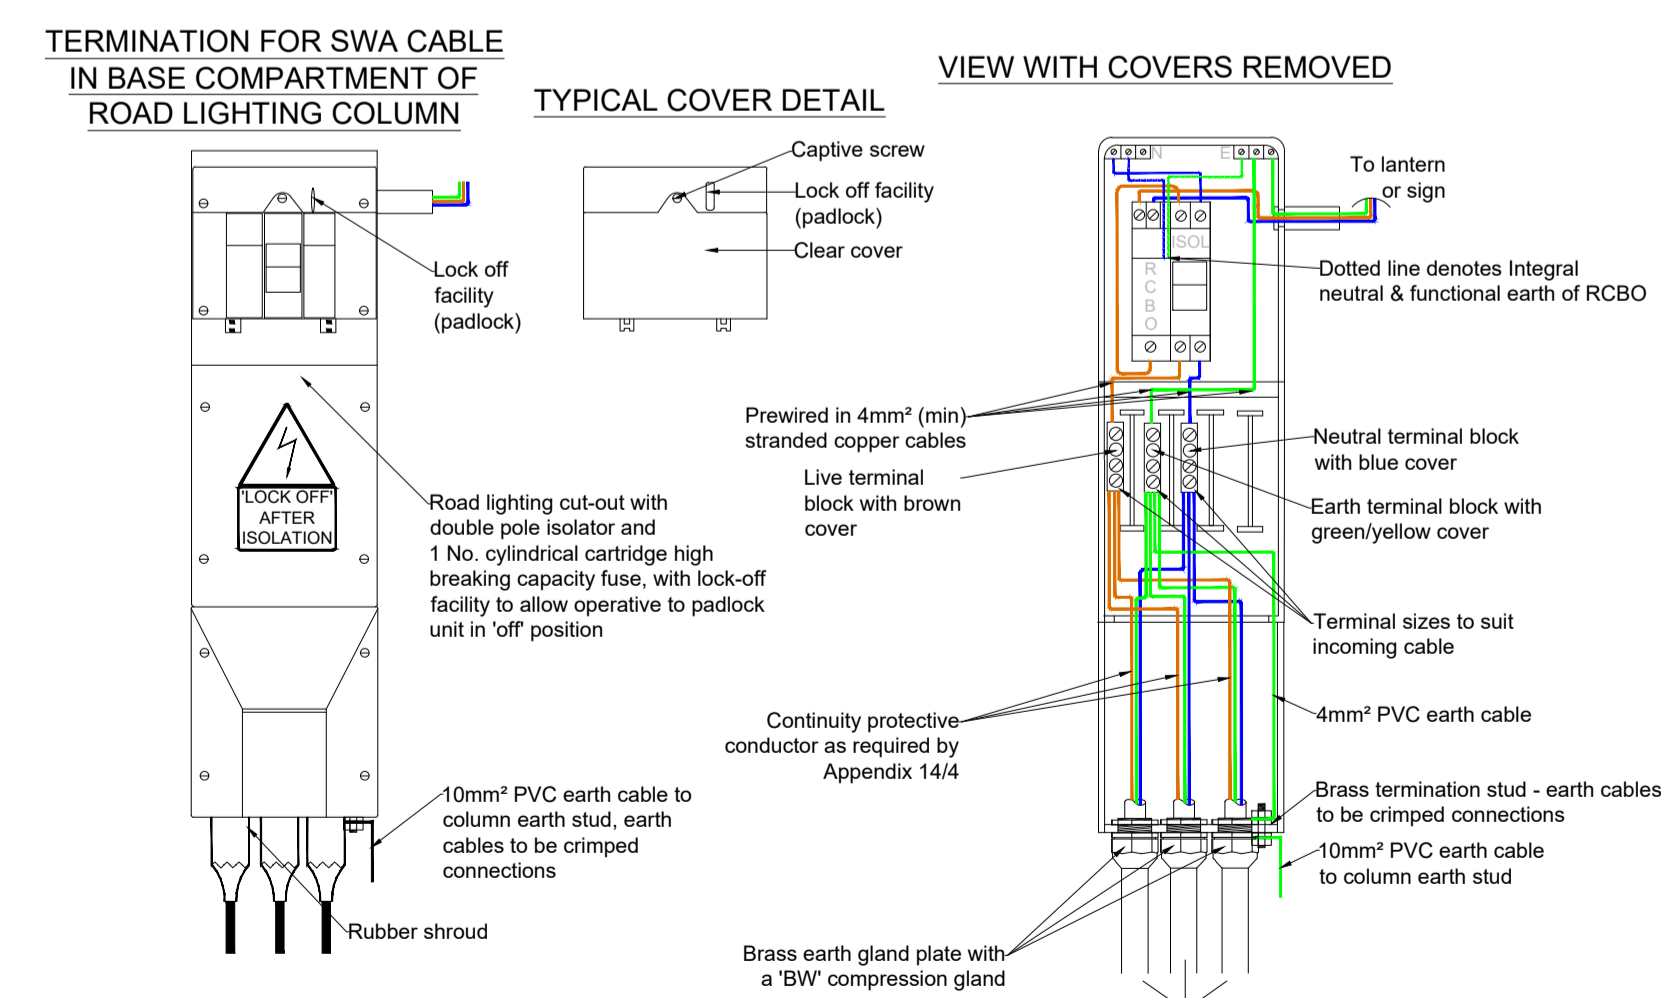 TERMINATION FOR SWA CABLE
IN BASE COMPARTMENT OF
ROAD LIGHTING COLUMN
Lock off
facility
(padlock)
'LOCK OFF'
AFTER
ISOLATION
Road lighting cut-out with
double pole isolator and
1 No. cylindrical cartridge high
breaking capacity fuse, with lock-off
facility to allow operative to padlock
unit in 'off' position
10mm² PVC earth cable to
column earth stud, earth
cables to be crimped
connections
Rubber shroud
TYPICAL COVER DETAIL
Captive screw
Lock off facility
(padlock)
Clear cover
VIEW WITH COVERS REMOVED
N
E
To lantern
or sign
ISOL
R
C
B
O
Dotted line denotes Integral
neutral & functional earth of RCBO
Prewired in 4mm² (min)
stranded copper cables
Live terminal
block with brown
cover
Neutral terminal block
with blue cover
Earth terminal block with
green/yellow cover
Terminal sizes to suit
incoming cable
Continuity protective
conductor as required by
Appendix 14/4
4mm² PVC earth cable
Brass termination stud - earth cables
to be crimped connections
10mm² PVC earth cable
to column earth stud
Brass earth gland plate with
a 'BW' compression gland